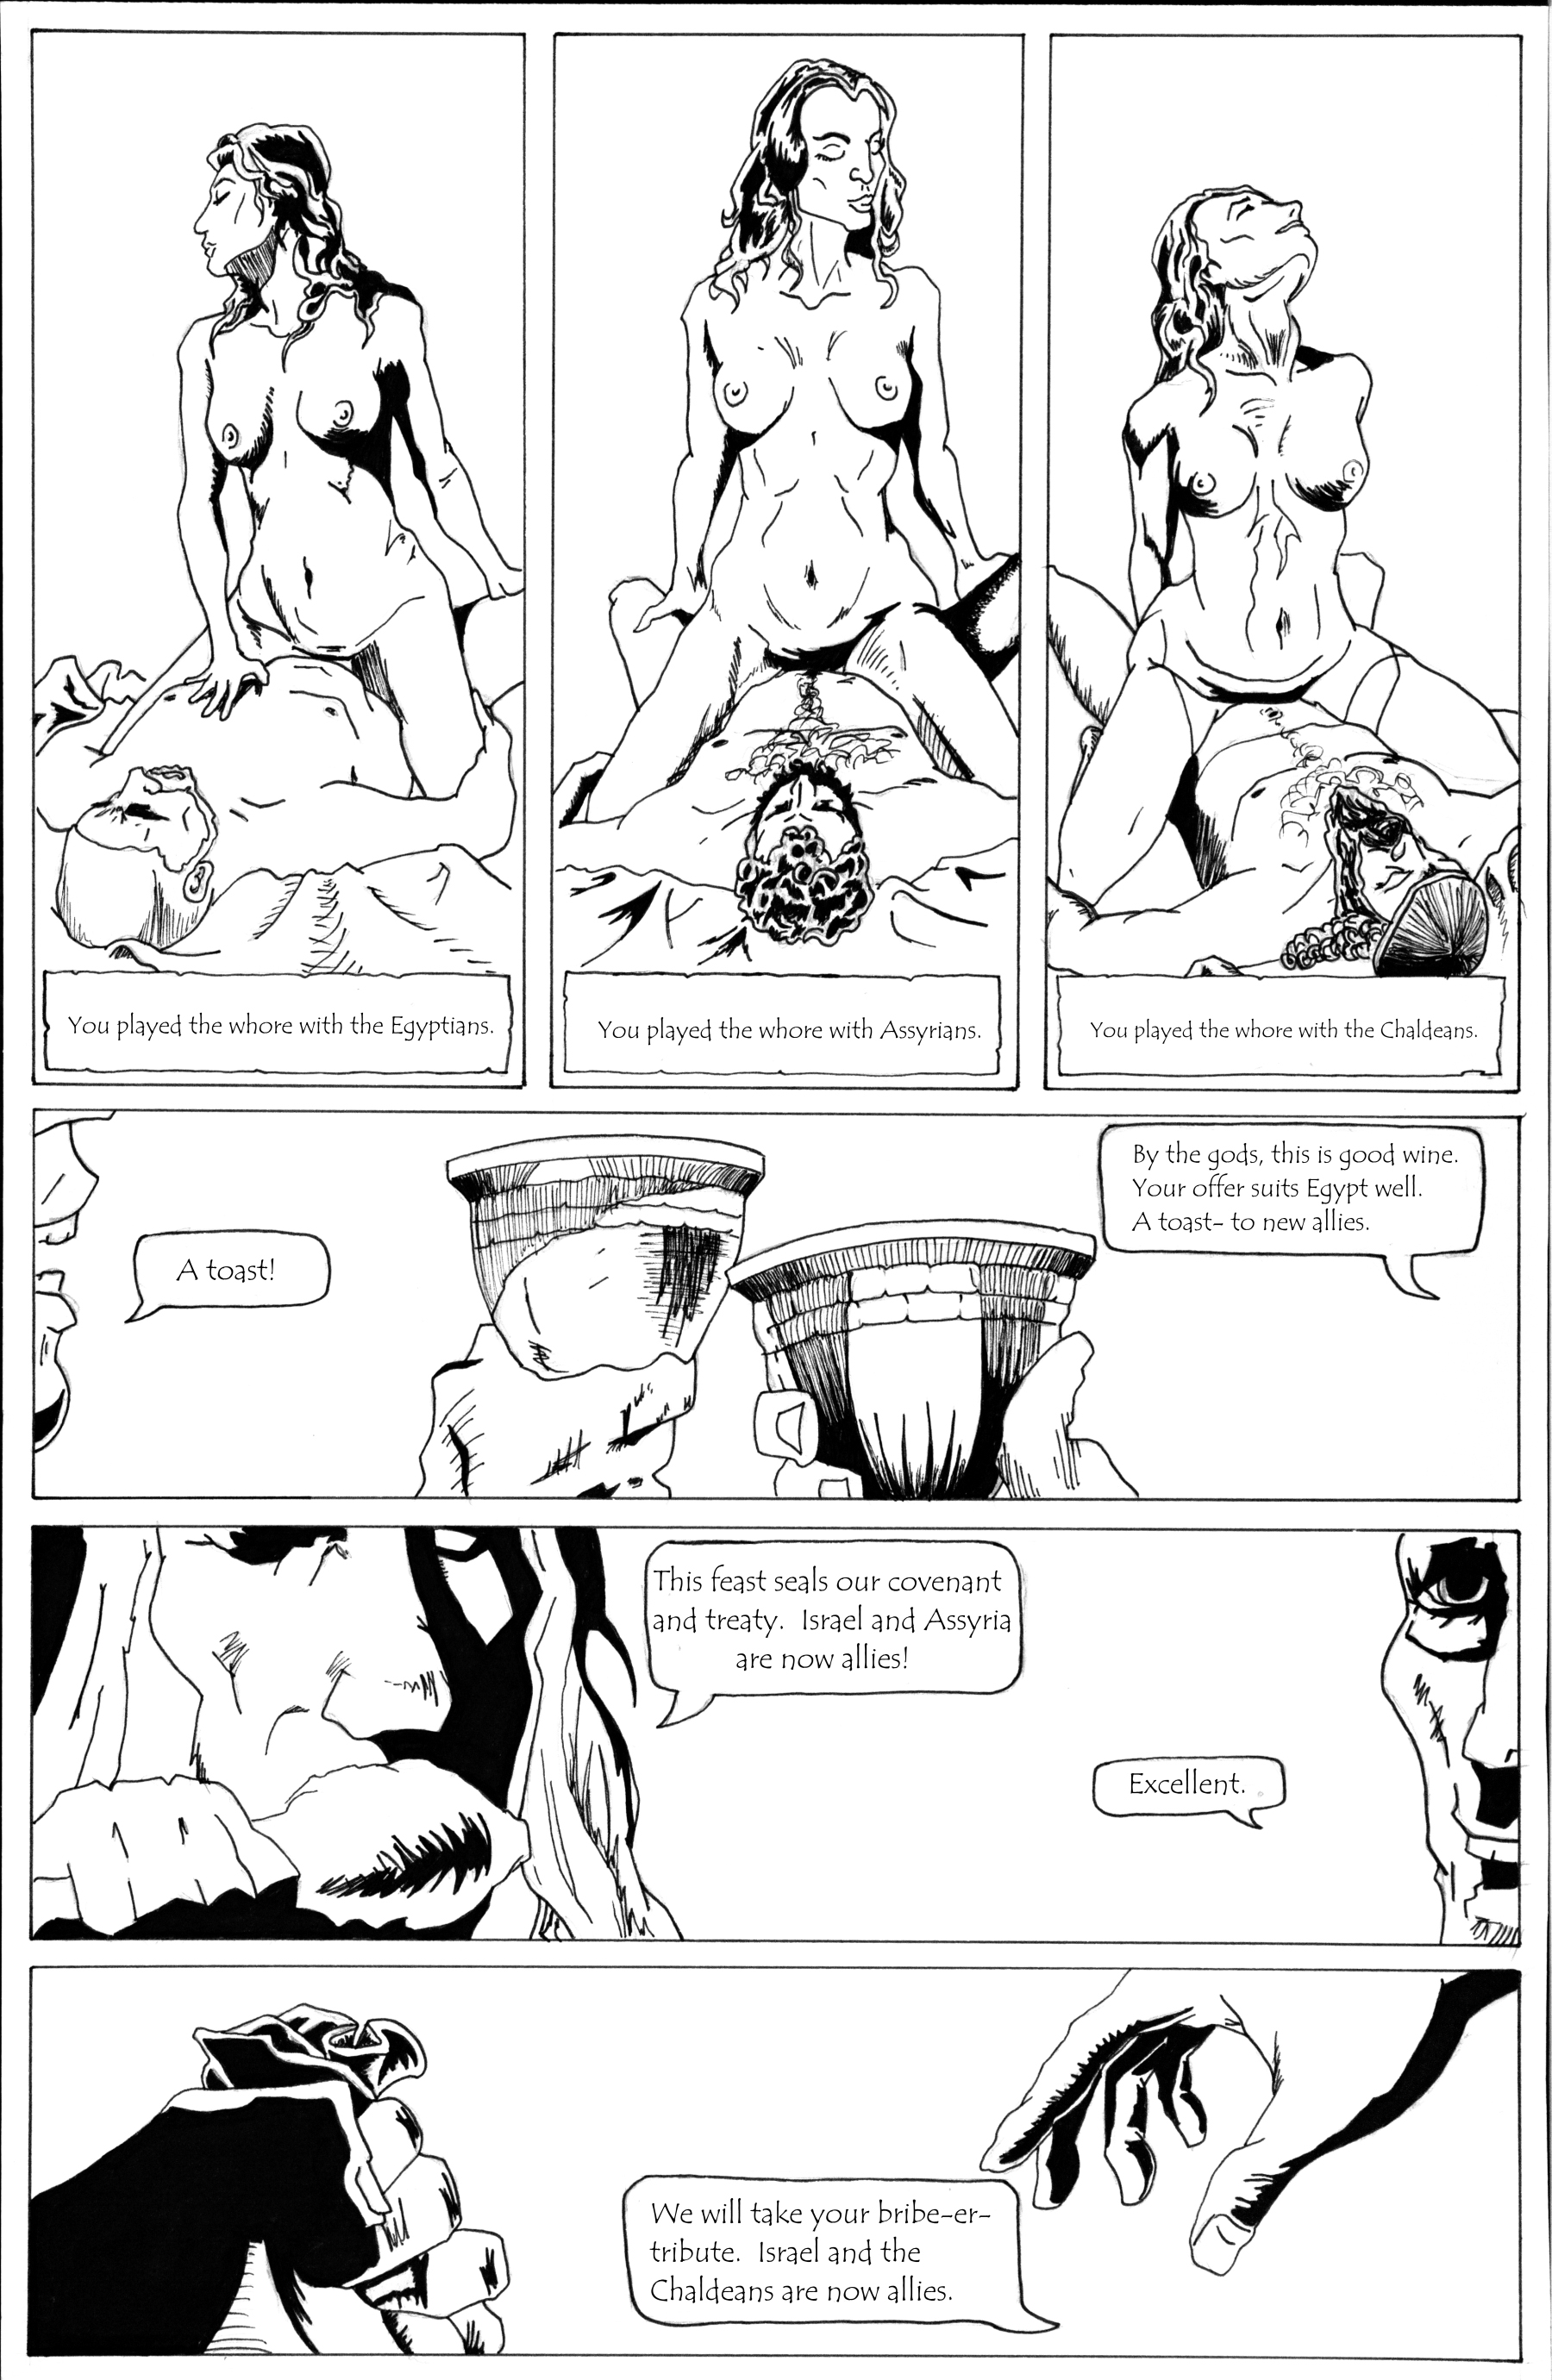 You played the whore with the Egyptians.
You played the whore with Assyrians.
You played the whore with the Chaldeans.
By the gods, this is good wine.
Your offer suits Egypt well.
A toast- to new allies.
A toast!
This feast seals our covenant
and treaty.  Israel and Assyria
are now allies!
Excellent.
We will take your bribe-er-
tribute.  Israel and the
Chaldeans are now allies.